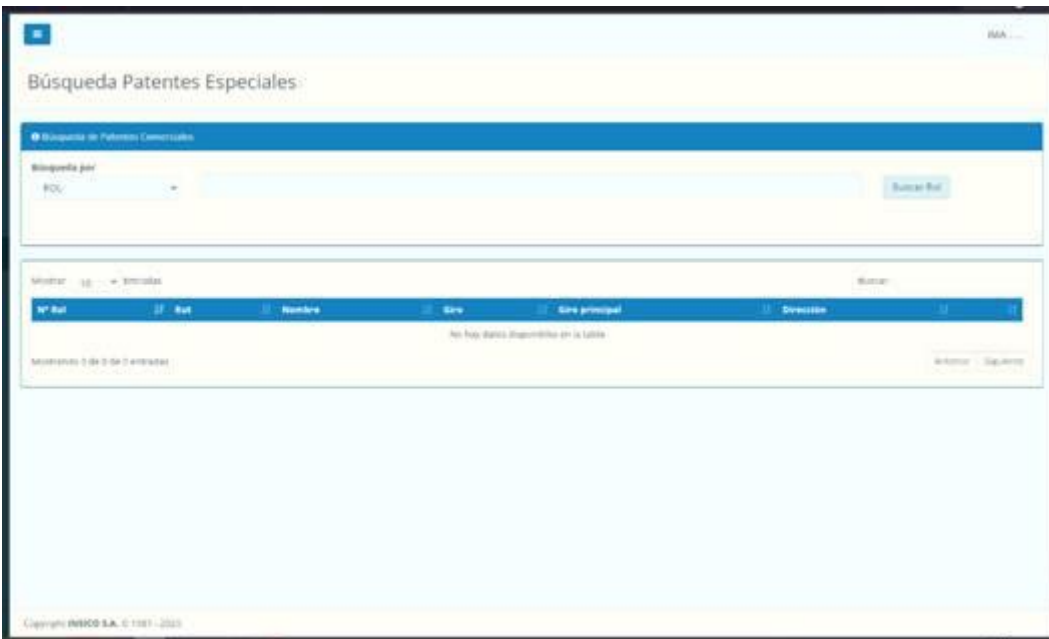 IMA
Búsqueda Patentes Especiales
Búsqueda de Patentes Comerciales
Búsqueda por
ROL
Buscar Rol
Mostrar 10 Entradas
Buscar:
Nº Rol Rut Nombre Giro Giro principal Dirección
No hay datos disponibles en la tabla
Mostrando 0 de 0 de 0 entradas
Anterior Siguiente
Copyright INSICO S.A. © 1981 - 2023